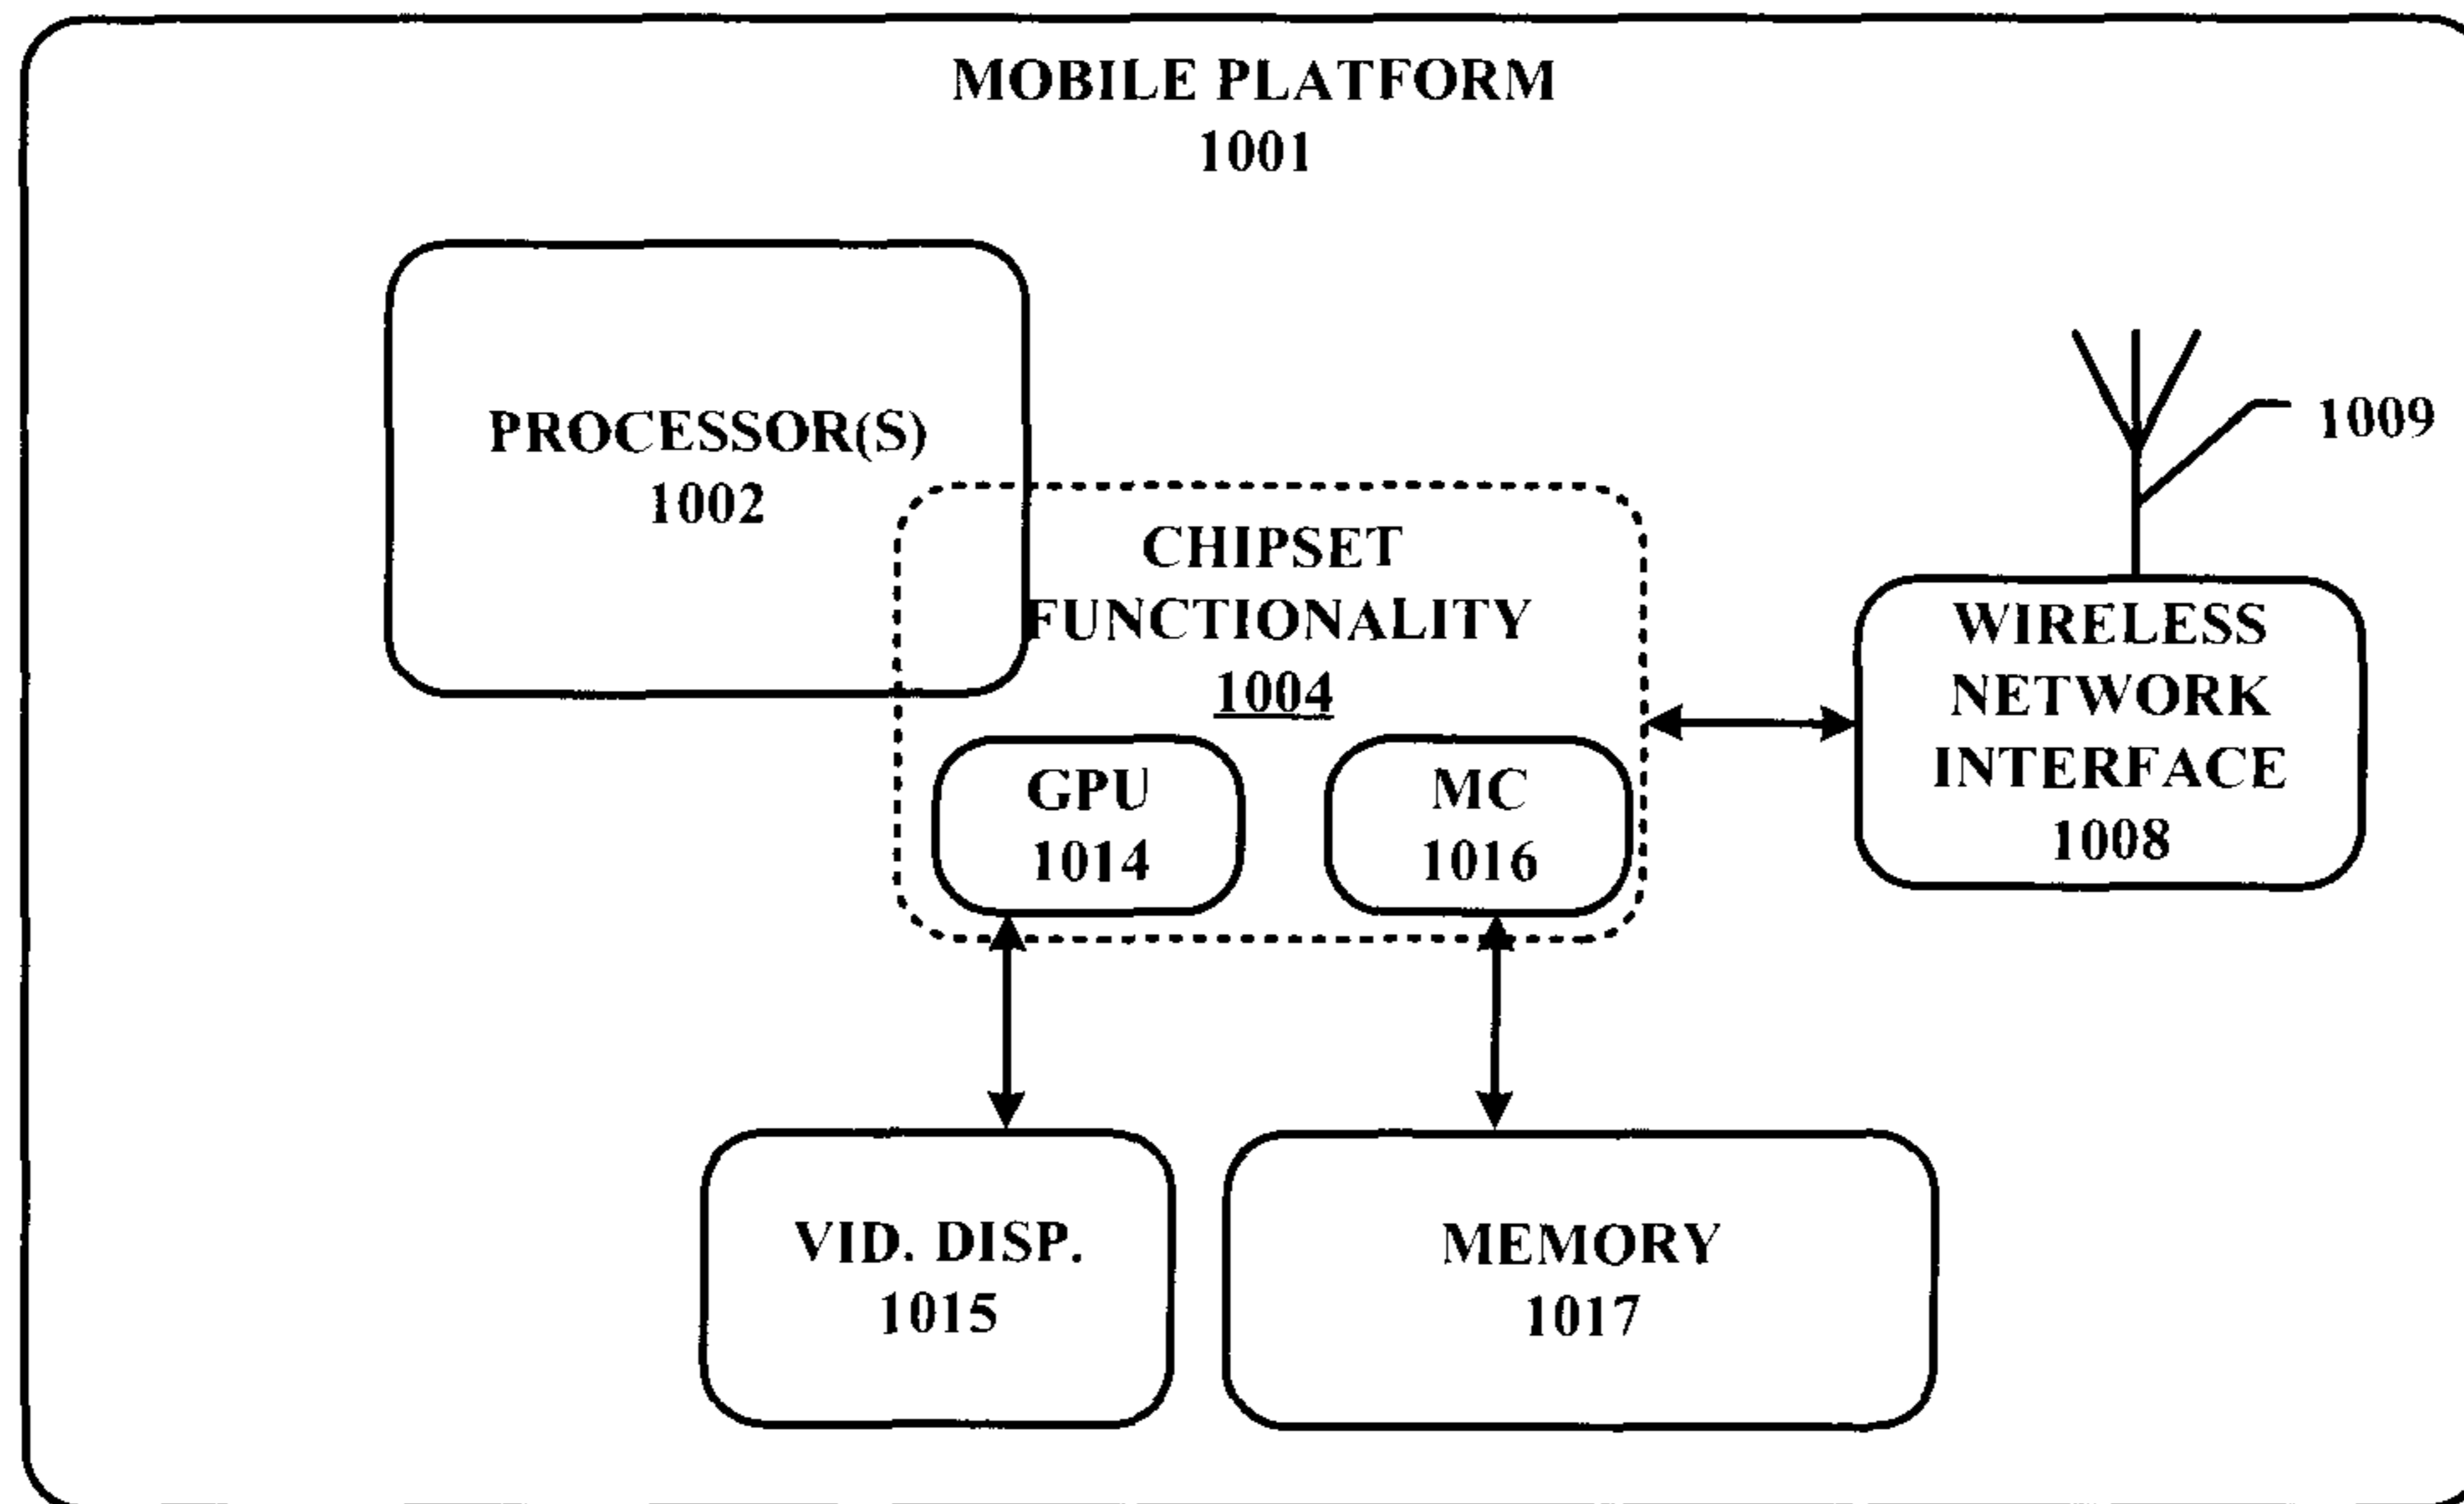 MOBILE PLATFORM
1001
PROCESSOR(S)
1002
1009
CHIPSET
FUNCTIONALITY
1004
WIRELESS
NETWORK
INTERFACE
1008
GPU
1014
MC
1016
VID. DISP.
1015
MEMORY
1017